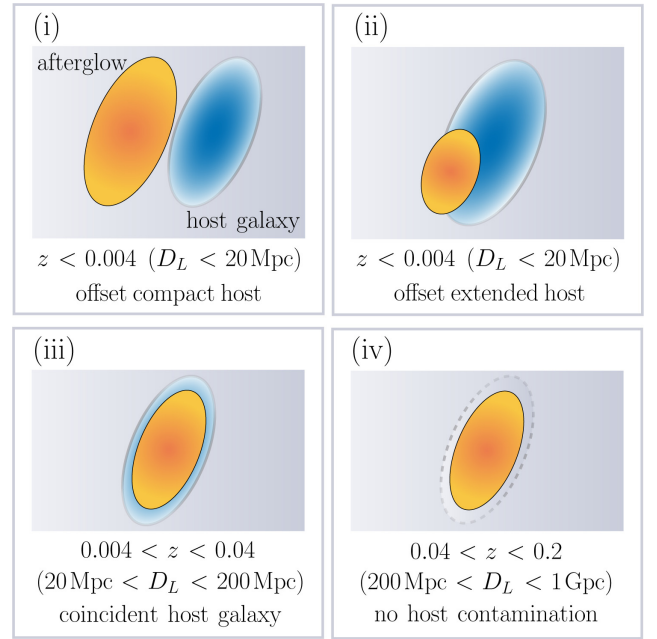 (i)
afterglow
host galaxy
z < 0.004 (D_L < 20 Mpc)
offset compact host
(ii)
z < 0.004 (D_L < 20 Mpc)
offset extended host
(iii)
0.004 < z < 0.04
(20 Mpc < D_L < 200 Mpc)
coincident host galaxy
(iv)
0.04 < z < 0.2
(200 Mpc < D_L < 1 Gpc)
no host contamination